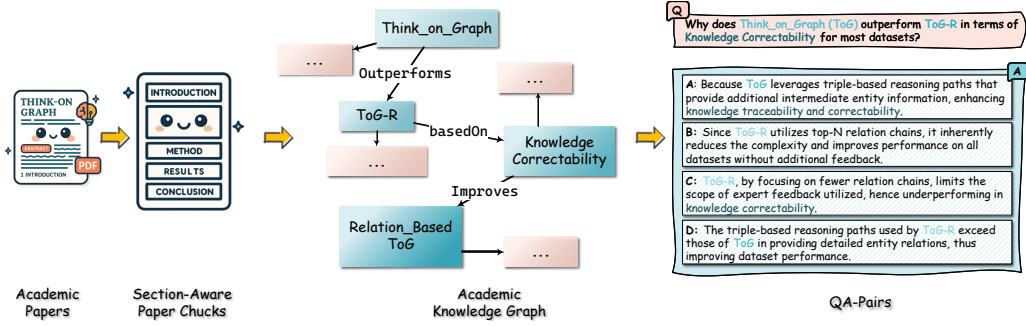 THINK-ON
GRAPH
ABSTRACT
PDF
1 INTRODUCTION
Academic
Papers
INTRODUCTION
METHOD
RESULTS
CONCLUSION
Section-Aware
Paper Chucks
Think_on_Graph
...
Outperforms
...
ToG-R
basedOn
...
Knowledge
Correctability
Improves
Relation_Based
ToG
...
Academic
Knowledge Graph
Q
Why does Think_on_Graph (ToG) outperform ToG-R in terms of
Knowledge Correctability for most datasets?
A
A: Because ToG leverages triple-based reasoning paths that
provide additional intermediate entity information, enhancing
knowledge traceability and correctability.
B: Since ToG-R utilizes top-N relation chains, it inherently
reduces the complexity and improves performance on all
datasets without additional feedback.
C: ToG-R, by focusing on fewer relation chains, limits the
scope of expert feedback utilized, hence underperforming in
knowledge correctability.
D: The triple-based reasoning paths used by ToG-R exceed
those of ToG in providing detailed entity relations, thus
improving dataset performance.
QA-Pairs